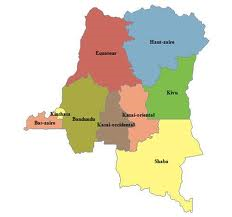 Equateur
Haut-zaire
Kivu
Kinshasa
Bas-zaire
Bandundu
Kasai-oriental
Kasai-occidental
Shaba